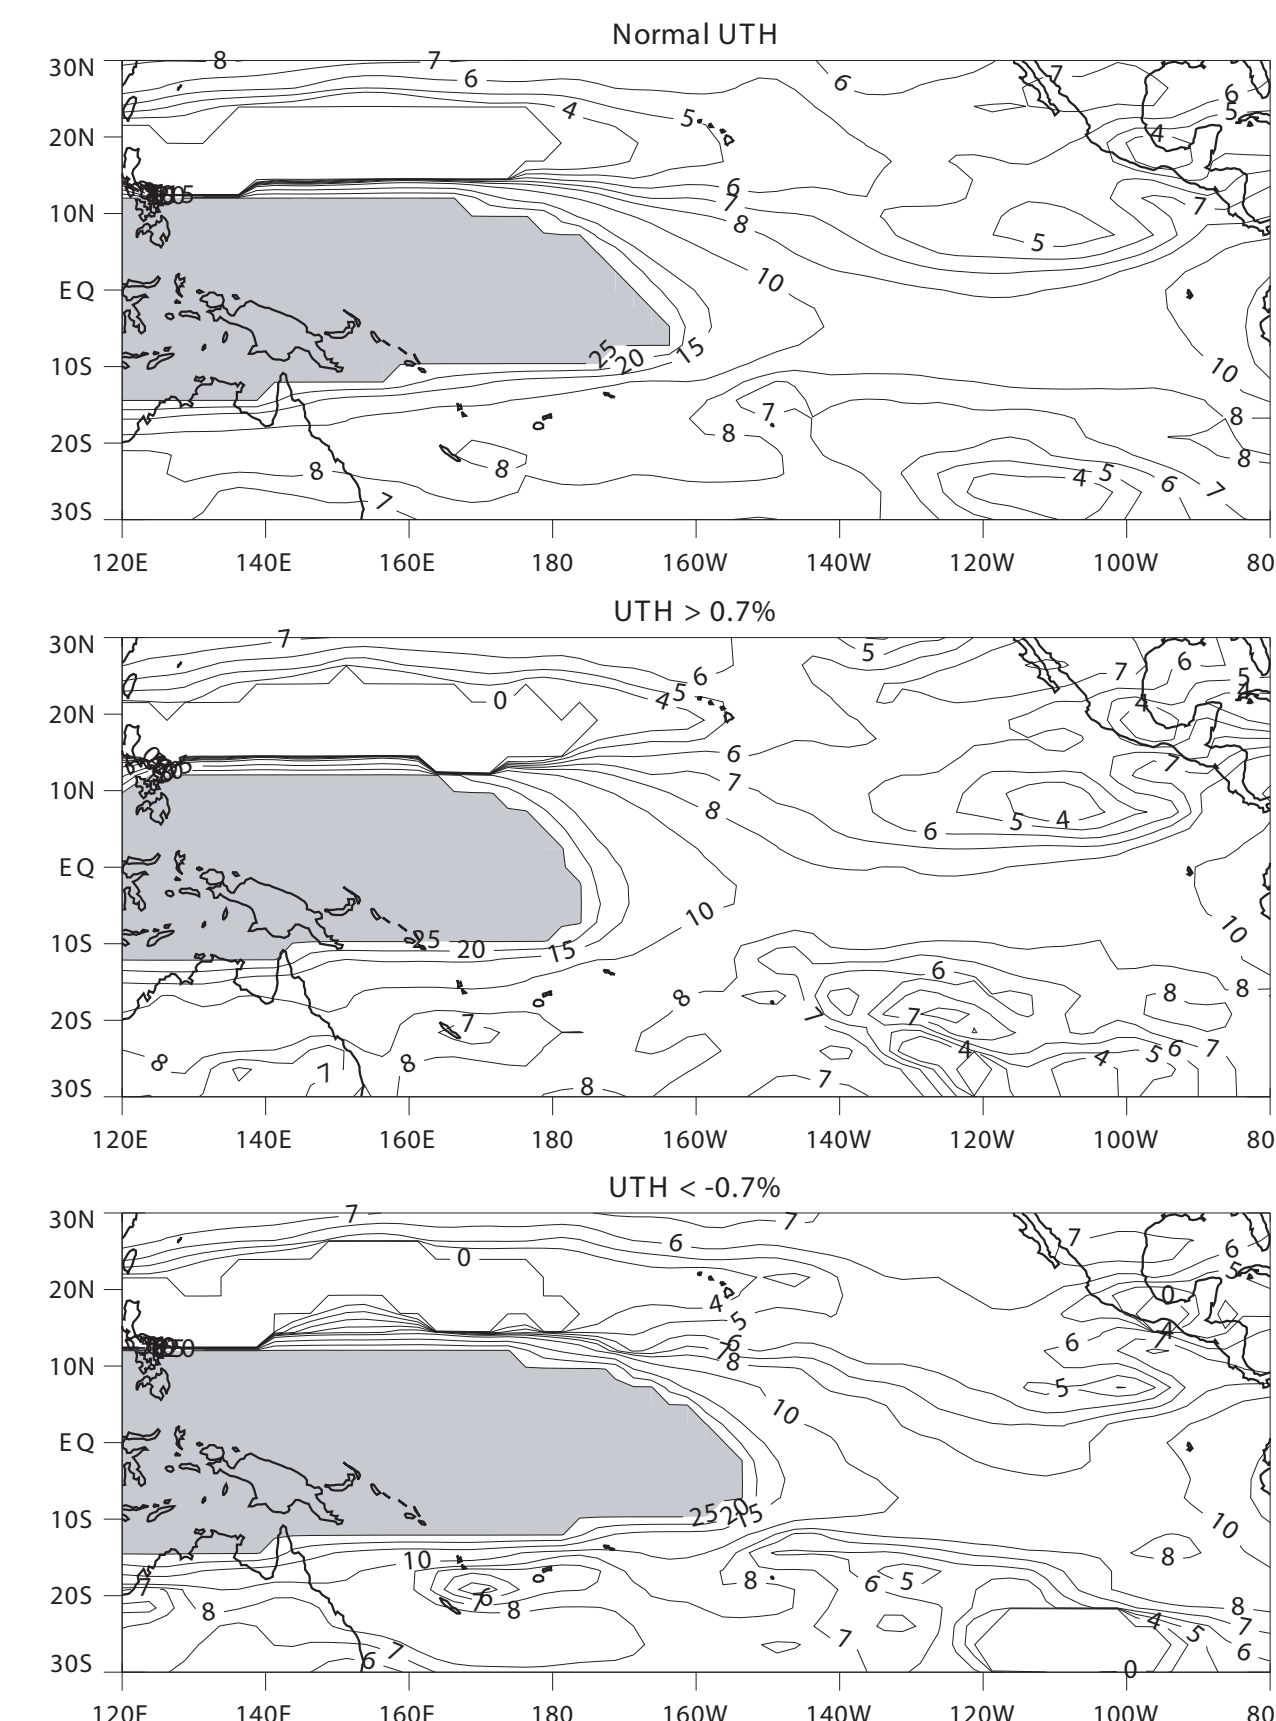 Normal UTH
8 7 6 7
30N 6 6
4 5 5
20N 4
6
7 7
10N 8 5
EQ 10
10S 25 20 15 10
7 8
20S 8
8 8 8
4 5 6 7
30S 7
120E 140E 160E 180 160W 140W 120W 100W 80
UTH > 0.7%
30N 7 5
7 6
6 5
20N 0 4 5 4 4
6
7 7
10N 8
6 5 4
EQ
10 10
10S 25 20 15
6
8 8 8
20S 7 7 7
8 8 4 4 5 6 7
7 7
30S 8
120E 140E 160E 180 160W 140W 120W 100W 80
UTH < -0.7%
30N 7 7
6 7 6
0 5
20N 4 0
5 4
6 6 7
10N 7 8
10 5
EQ
10S 25 20 15 10
10 8
20S 8 6 5
7 6
8 8 8
4 5 7
7 6
30S 6 7 0
120E 140E 160E 180 160W 140W 120W 100W 80